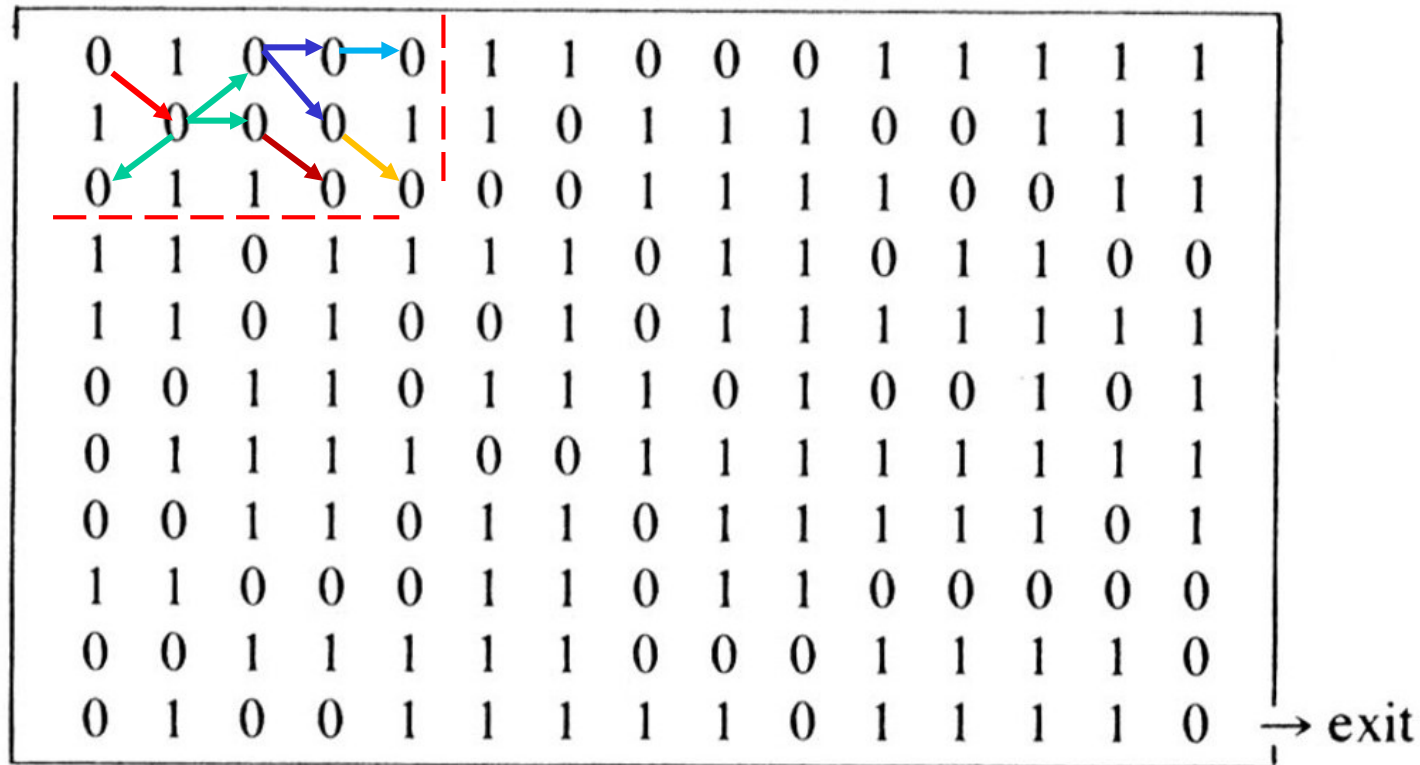 0 1 0 0 0 1 1 0 0 0 1 1 1 1 1
1 0 0 0 1 1 0 1 1 1 0 0 1 1 1
0 1 1 0 0 0 0 1 1 1 1 0 0 1 1
1 1 0 1 1 1 1 0 1 1 0 1 1 0 0
1 1 0 1 0 0 1 0 1 1 1 1 1 1 1
0 0 1 1 0 1 1 1 0 1 0 0 1 0 1
0 1 1 1 1 0 0 1 1 1 1 1 1 1 1
0 0 1 1 0 1 1 0 1 1 1 1 1 0 1
1 1 0 0 0 1 1 0 1 1 0 0 0 0 0
0 0 1 1 1 1 1 0 0 0 1 1 1 1 0
0 1 0 0 1 1 1 1 1 0 1 1 1 1 0 → exit